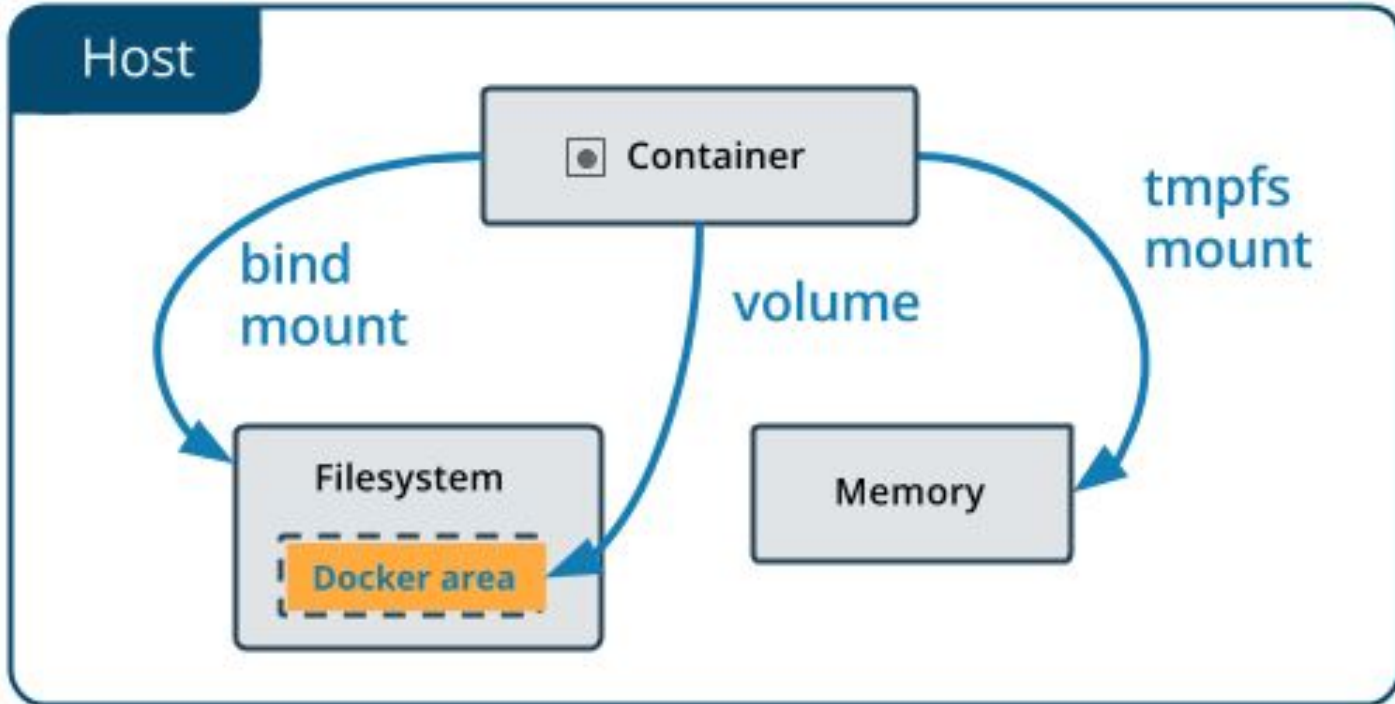 Host
Container
tmpfs
mount
bind
mount
volume
Filesystem
Memory
Docker area